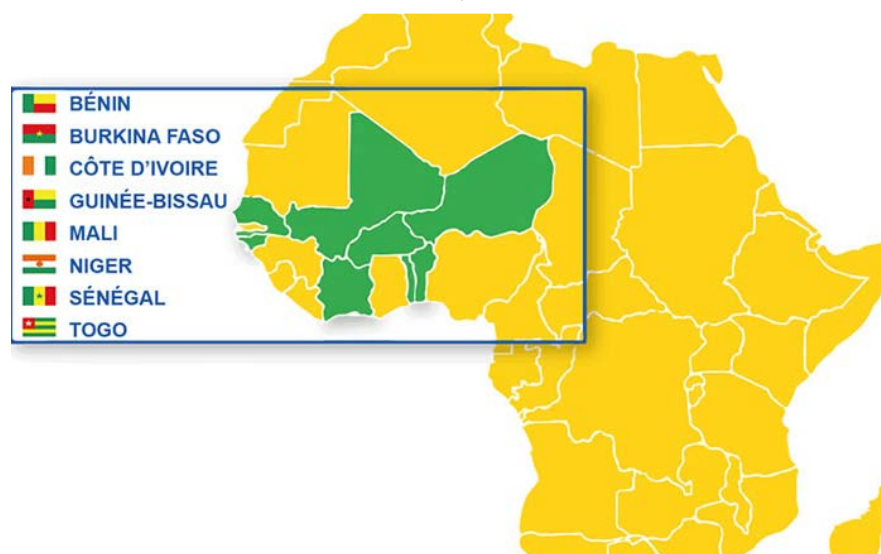 BÉNIN
BURKINA FASO
CÔTE D'IVOIRE
GUINÉE-BISSAU
MALI
NIGER
SÉNÉGAL
TOGO